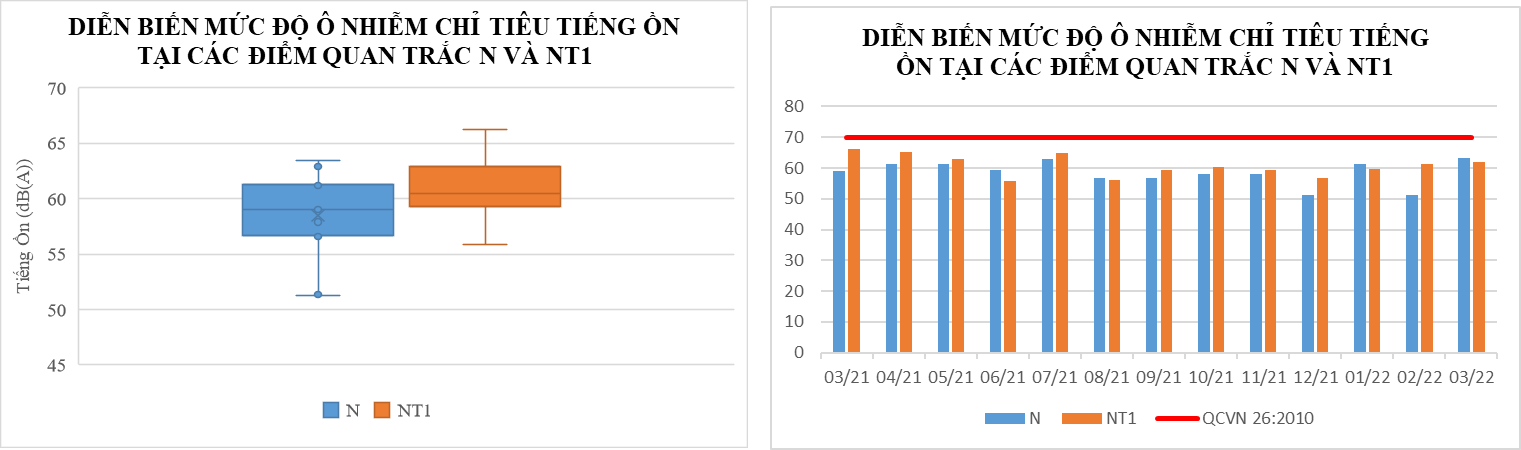 DIỄN BIẾN MỨC ĐỘ Ô NHIỄM CHỈ TIÊU TIẾNG ỒN
TẠI CÁC ĐIỂM QUAN TRẮC N VÀ NT1
70
65
60
55
50
45
Tiếng Ồn (dB(A))
N NT1
DIỄN BIẾN MỨC ĐỘ Ô NHIỄM CHỈ TIÊU TIẾNG
ỒN TẠI CÁC ĐIỂM QUAN TRẮC N VÀ NT1
80
70
60
50
40
30
20
10
0
03/21 04/21 05/21 06/21 07/21 08/21 09/21 10/21 11/21 12/21 01/22 02/22 03/22
N NT1 QCVN 26:2010